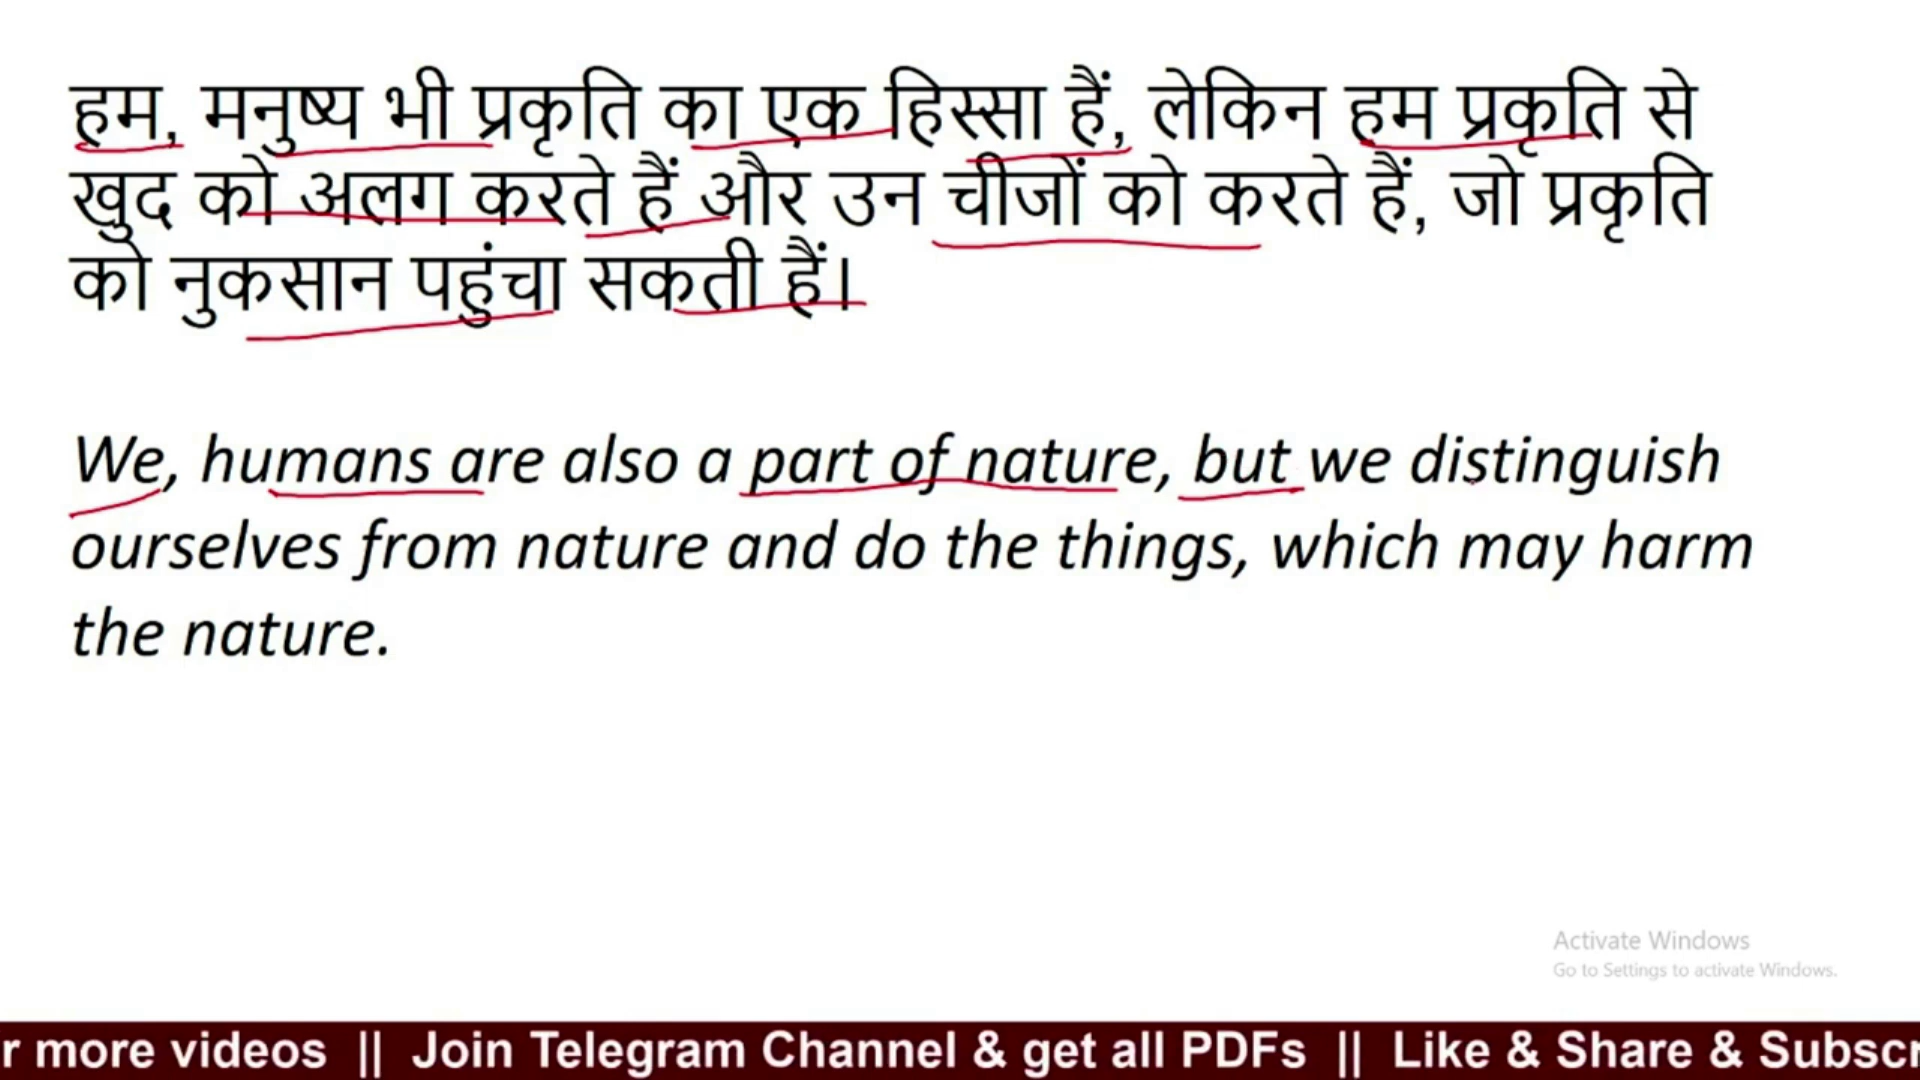 हम, मनुष्य भी प्रकृति का एक हिस्सा हैं, लेकिन हम प्रकृति से
खुद को अलग करते हैं और उन चीजों को करते हैं, जो प्रकृति
को नुकसान पहुंचा सकती हैं।
We, humans are also a part of nature, but we distinguish
ourselves from nature and do the things, which may harm
the nature.
Activate Windows
Go to Settings to activate Windows.
r more videos || Join Telegram Channel & get all PDFs || Like & Share & Subscr